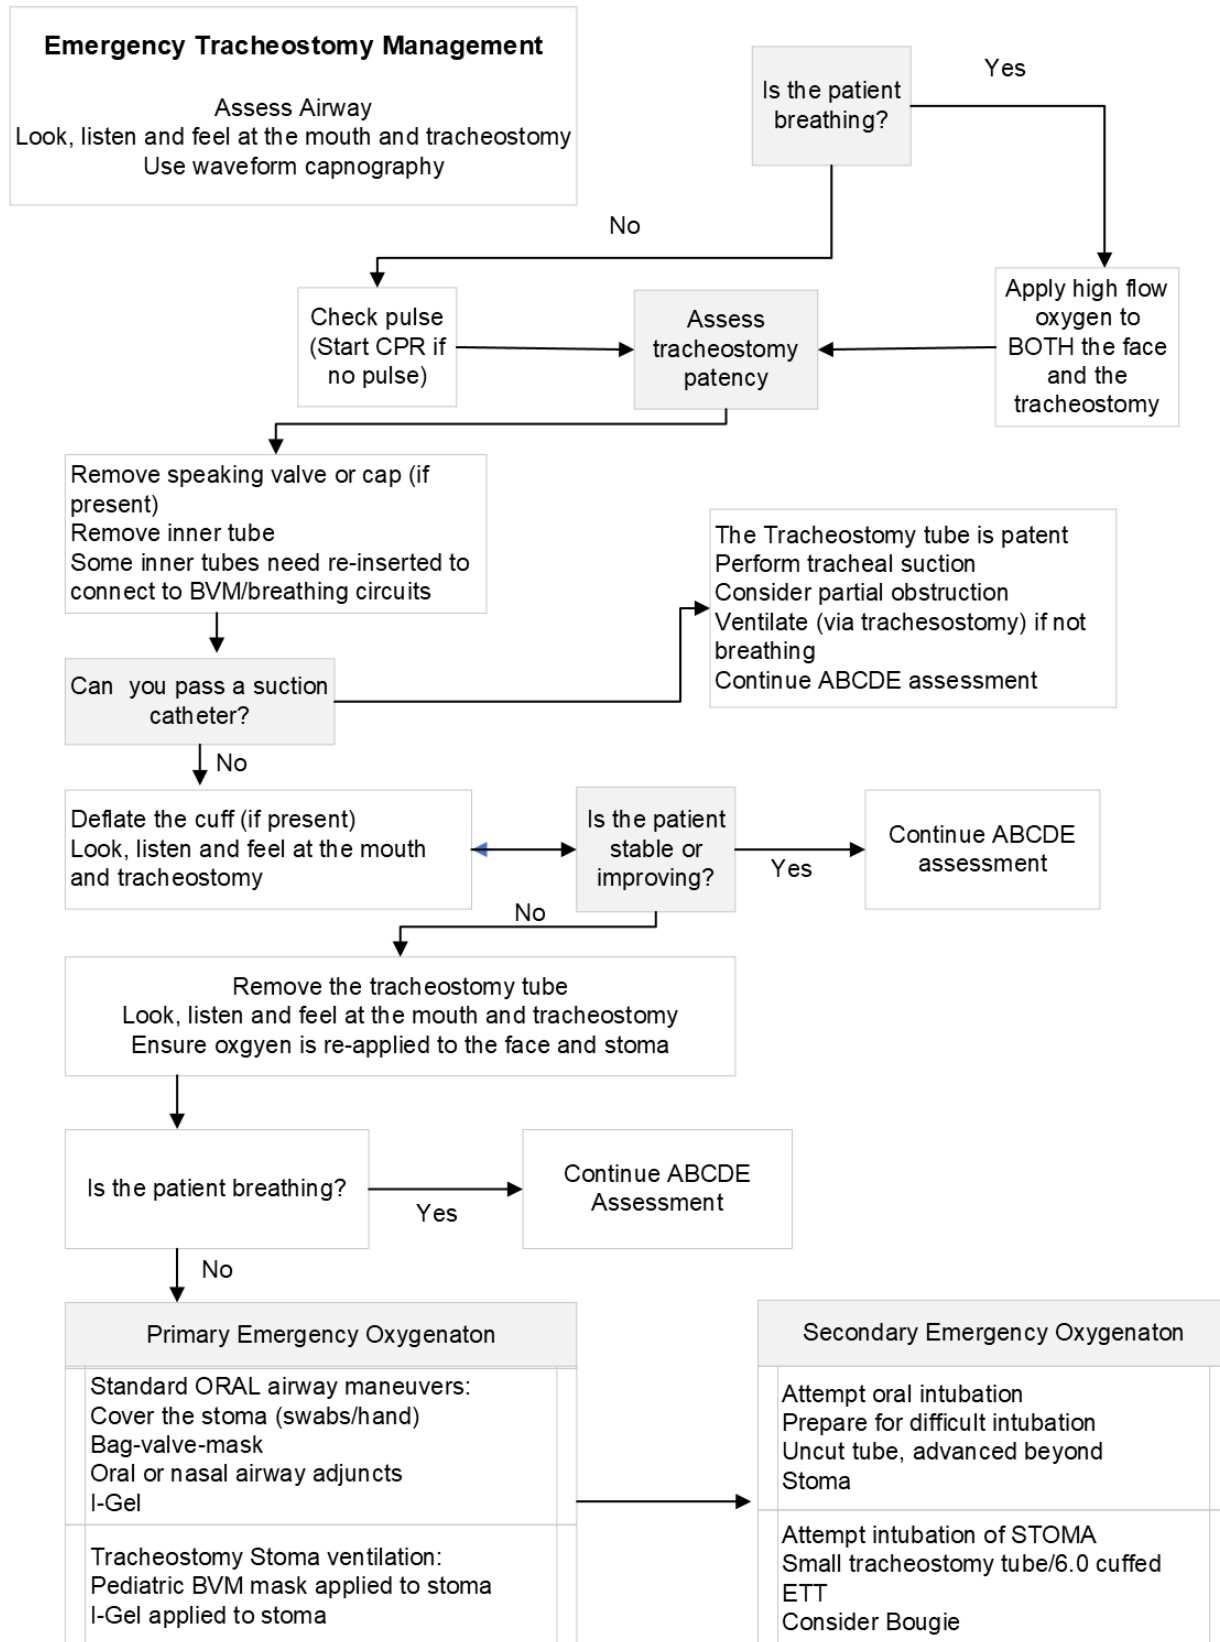 Emergency Tracheostomy Management
Assess Airway
Look, listen and feel at the mouth and tracheostomy
Use waveform capnography
Is the patient
breathing?
Yes
No
Check pulse
(Start CPR if
no pulse)
Assess
tracheostomy
patency
Apply high flow
oxygen to
BOTH the face
and the
tracheostomy
Remove speaking valve or cap (if
present)
Remove inner tube
Some inner tubes need re-inserted to
connect to BVM/breathing circuits
The Tracheostomy tube is patent
Perform tracheal suction
Consider partial obstruction
Ventilate (via trachesostomy) if not
breathing
Continue ABCDE assessment
Can you pass a suction
catheter?
No
Deflate the cuff (if present)
Look, listen and feel at the mouth
and tracheostomy
Is the patient
stable or
improving?
Yes
Continue ABCDE
assessment
No
Remove the tracheostomy tube
Look, listen and feel at the mouth and tracheostomy
Ensure oxgyen is re-applied to the face and stoma
Is the patient breathing?
Yes
Continue ABCDE
Assessment
No
Primary Emergency Oxygenaton
Standard ORAL airway maneuvers:
Cover the stoma (swabs/hand)
Bag-valve-mask
Oral or nasal airway adjuncts
I-Gel
Tracheostomy Stoma ventilation:
Pediatric BVM mask applied to stoma
I-Gel applied to stoma
Secondary Emergency Oxygenaton
Attempt oral intubation
Prepare for difficult intubation
Uncut tube, advanced beyond
Stoma
Attempt intubation of STOMA
Small tracheostomy tube/6.0 cuffed
ETT
Consider Bougie